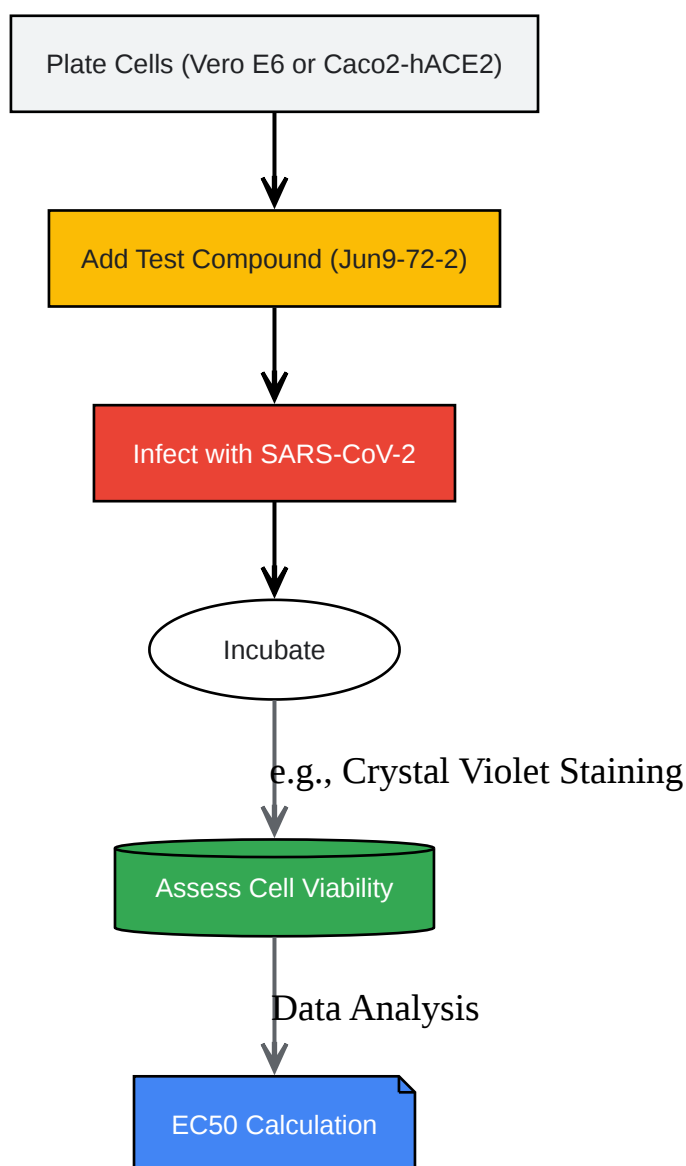 Plate Cells (Vero E6 or Caco2-hACE2)
Add Test Compound (Jun9-72-2)
Infect with SARS-CoV-2
Incubate
e.g., Crystal Violet Staining
Assess Cell Viability
Data Analysis
EC50 Calculation